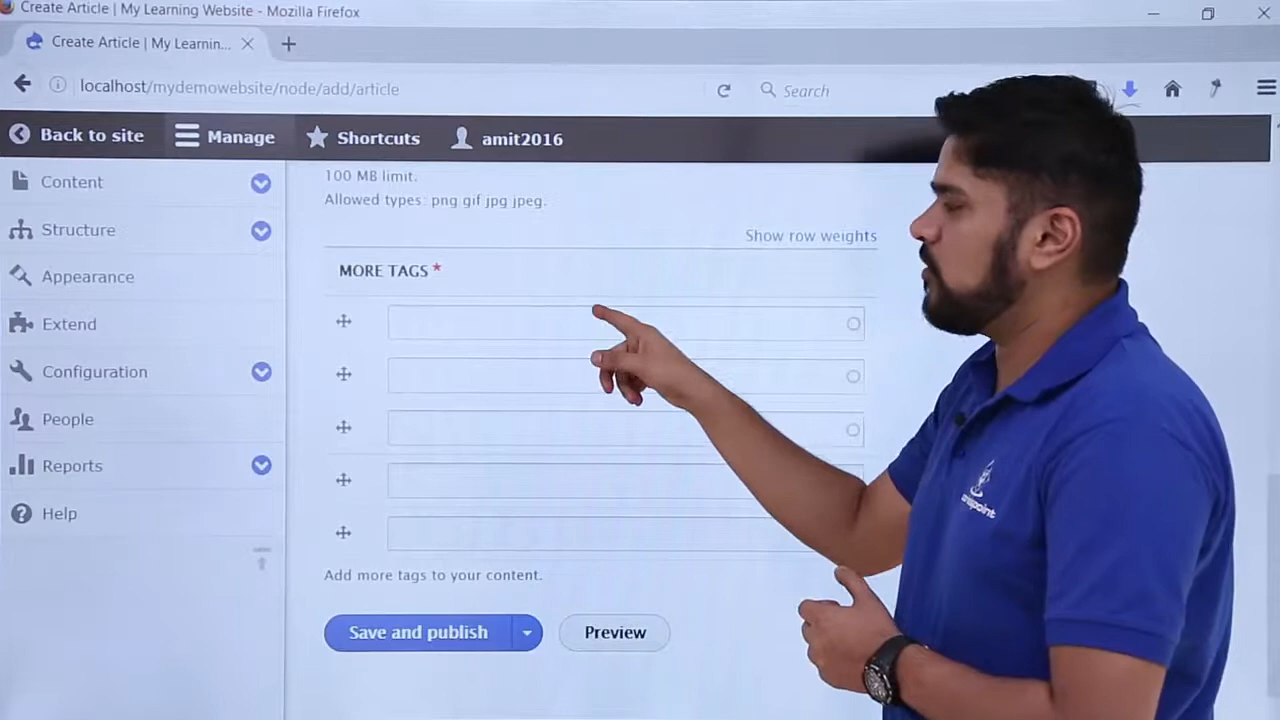 Create Article | My Learning Website - Mozilla Firefox
Create Article | My Learnin...
localhost/mydemowebsite/node/add/article
Search
Back to site
Manage
Shortcuts
amit2016
Content
Structure
Appearance
Extend
Configuration
People
Reports
Help
100 MB limit.
Allowed types: png gif jpg jpeg.
Show row weights
MORE TAGS *
Add more tags to your content.
Save and publish
Preview